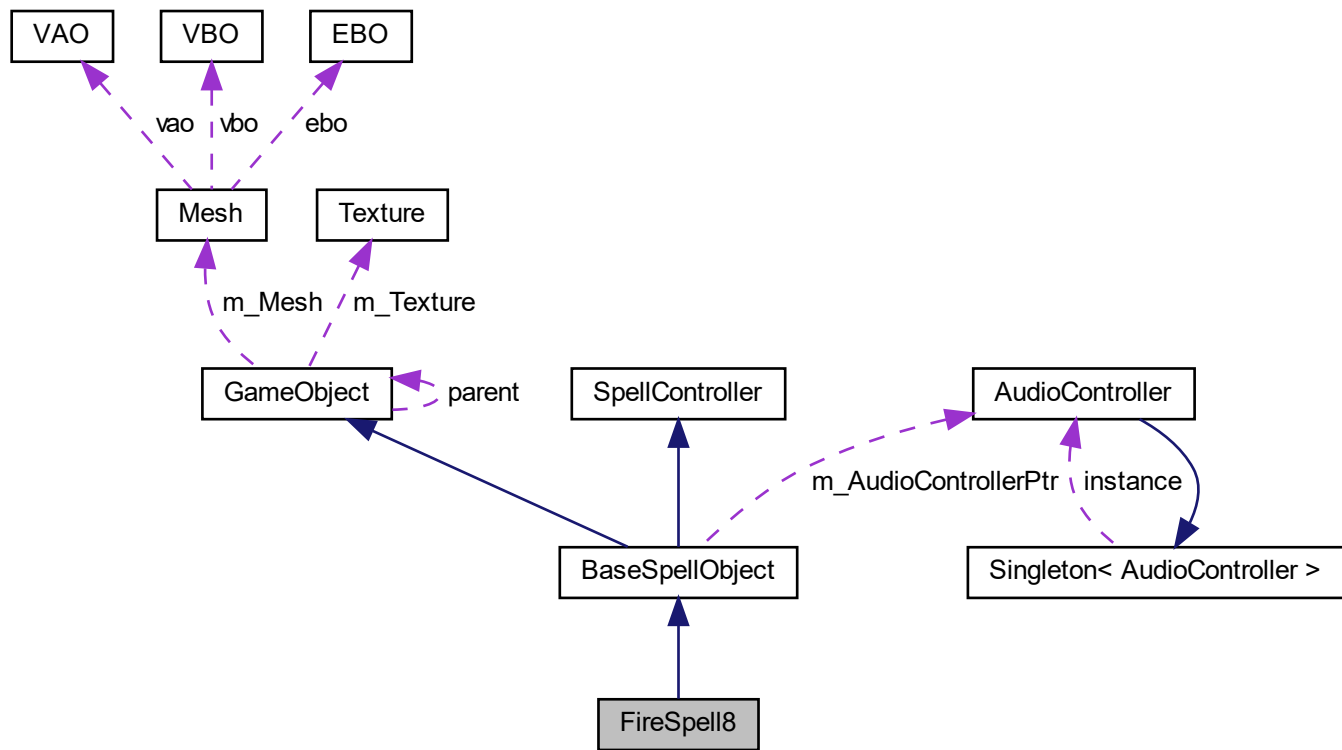 VAO
VBO
EBO
vao
vbo
ebo
Mesh
Texture
m_Mesh
m_Texture
GameObject
parent
SpellController
AudioController
m_AudioControllerPtr
instance
BaseSpellObject
Singleton< AudioController >
FireSpell8